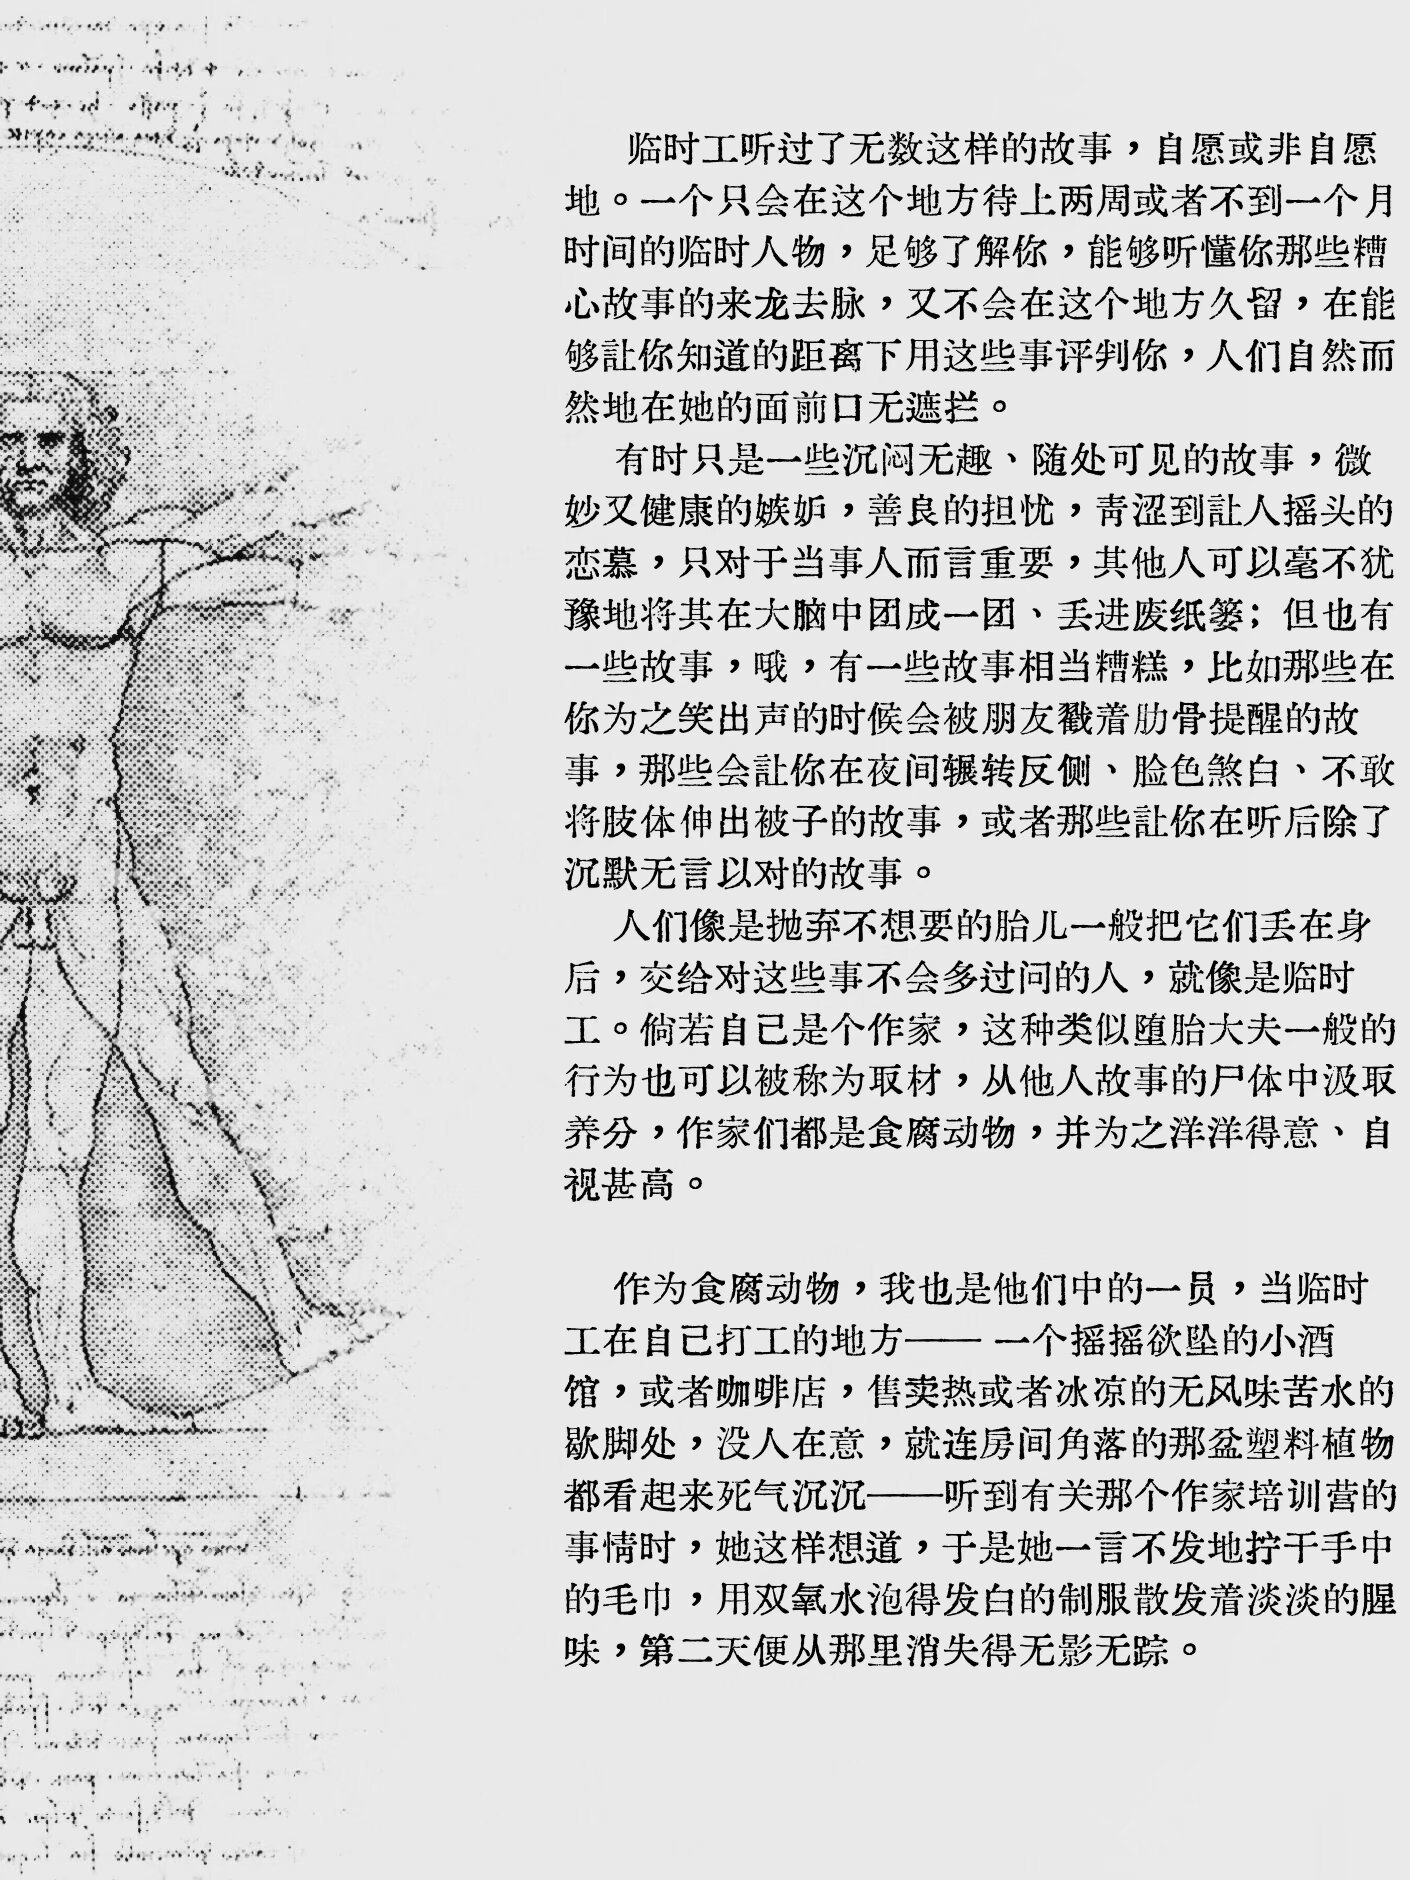 临时工听过了无数这样的故事，自愿或非自愿
地。一个只会在这个地方待上两周或者不到一个月
时间的临时人物，足够了解你，能够听懂你那些糟
心故事的来龙去脉，又不会在这个地方久留，在能
够討你知道的距离下用这些事评判你，人们自然而
然地在她的面前口无遮拦。
有时只是一些沉闷无趣、随处可见的故事，微
妙又健康的嫉妒，善良的担忧，青涩到討人摇头的
恋慕，只对于当事人而言重要，其他人可以毫不犹
豫地将其在大脑中团成一团、丢进废纸篓；但也有
一些故事，哦，有一些故事相当糟糕，比如那些在
你为之笑出声的时候会被朋友戳着肋骨提醒的故
事，那些会討你在夜间辗转反侧、脸色煞白、不敢
将肢体伸出被子的故事，或者那些討你在听后除了
沉默无言以对的故事。
人们像是抛弃不想要的胎儿一般把它们丢在身
后，交给对这些事不会多过问的人，就像是临时
工。倘若自己是个作家，这种类似堕胎大夫一般的
行为也可以被称为取材，从他人故事的尸体中汲取
养分，作家们都是食腐动物，并为之洋洋得意、自
视甚高。
作为食腐动物，我也是他们中的一员，当临时
工在自己打工的地方—— 一个摇摇欲坠的小酒
馆，或者咖啡店，售卖热或者冰凉的无风味苦水的
歇脚处，没人在意，就连房间角落的那盆塑料植物
都看起来死气沉沉——听到有关那个作家培训营的
事情时，她这样想道，于是她一言不发地拧干手中
的毛巾，用双氧水泡得发白的制服散发着淡淡的腥
味，第二天便从那里消失得无影无踪。